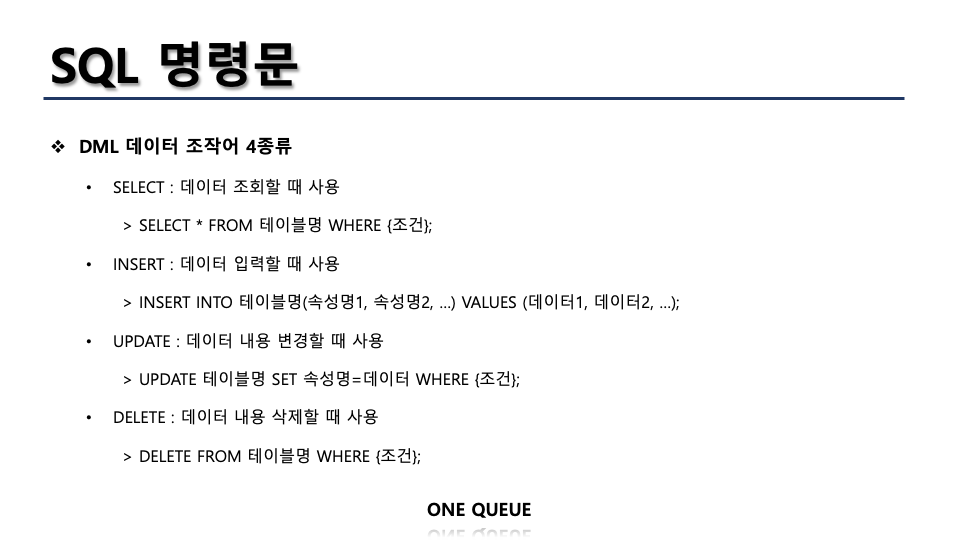 SQL 명령문
❖ DML 데이터 조작어 4종류
• SELECT : 데이터 조회할 때 사용
> SELECT * FROM 테이블명 WHERE {조건};
• INSERT : 데이터 입력할 때 사용
> INSERT INTO 테이블명(속성명1, 속성명2, …) VALUES (데이터1, 데이터2, …);
• UPDATE : 데이터 내용 변경할 때 사용
> UPDATE 테이블명 SET 속성명=데이터 WHERE {조건};
• DELETE : 데이터 내용 삭제할 때 사용
> DELETE FROM 테이블명 WHERE {조건};
ONE QUEUE